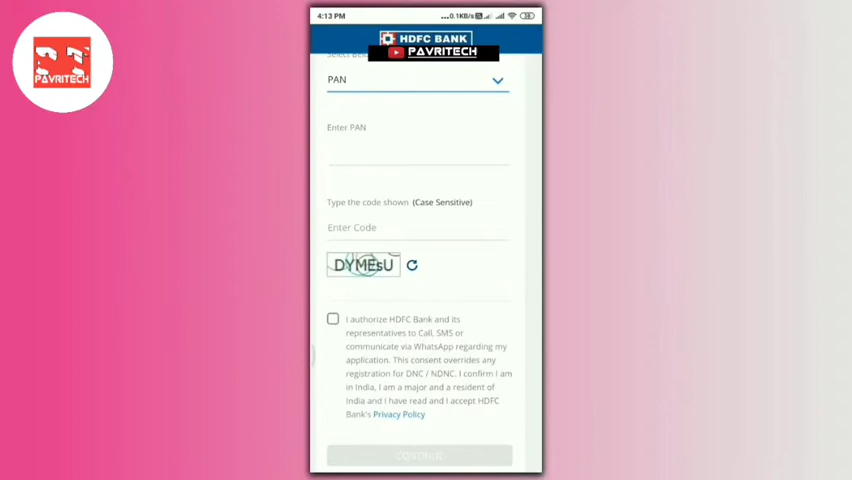 PAVRITECH
4:13 PM
...0.1KB/s
HDFC BANK
PAVRITECH
PAN
Enter PAN
Type the code shown (Case Sensitive)
Enter Code
DYMEsU
I authorize HDFC Bank and its
representatives to Call, SMS or
communicate via WhatsApp regarding my
application. This consent overrides any
registration for DNC / NDNC. I confirm I am
in India, I am a major and a resident of
India and I have read and I accept HDFC
Bank's Privacy Policy
CONTINUE